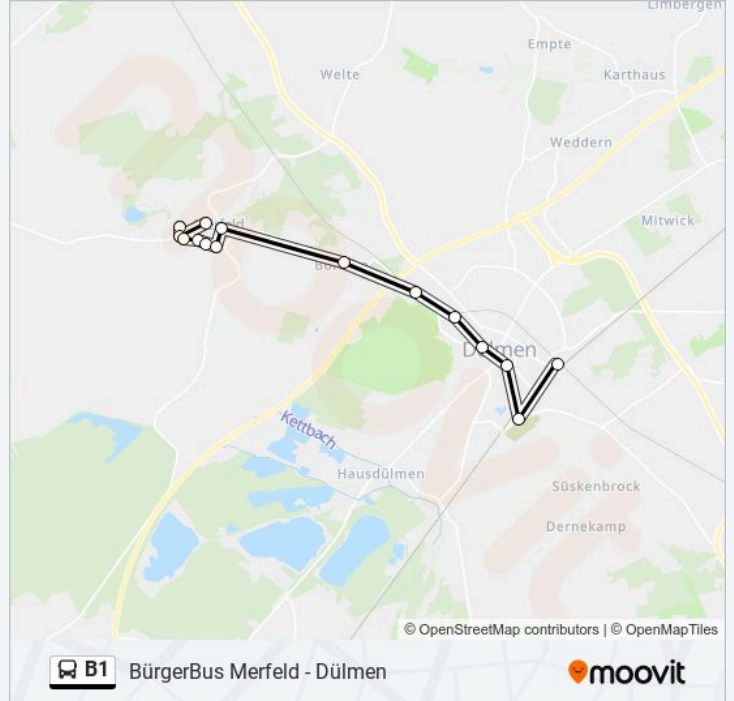 Limbergen
Empte
Welte
Karthaus
Weddern
Mitwick
Dülmen
Kettbach
Hausdülmen
Süskenbrock
Dernekamp
© OpenStreetMap contributors | © OpenMapTiles
B1 BürgerBus Merfeld - Dülmen
moovit